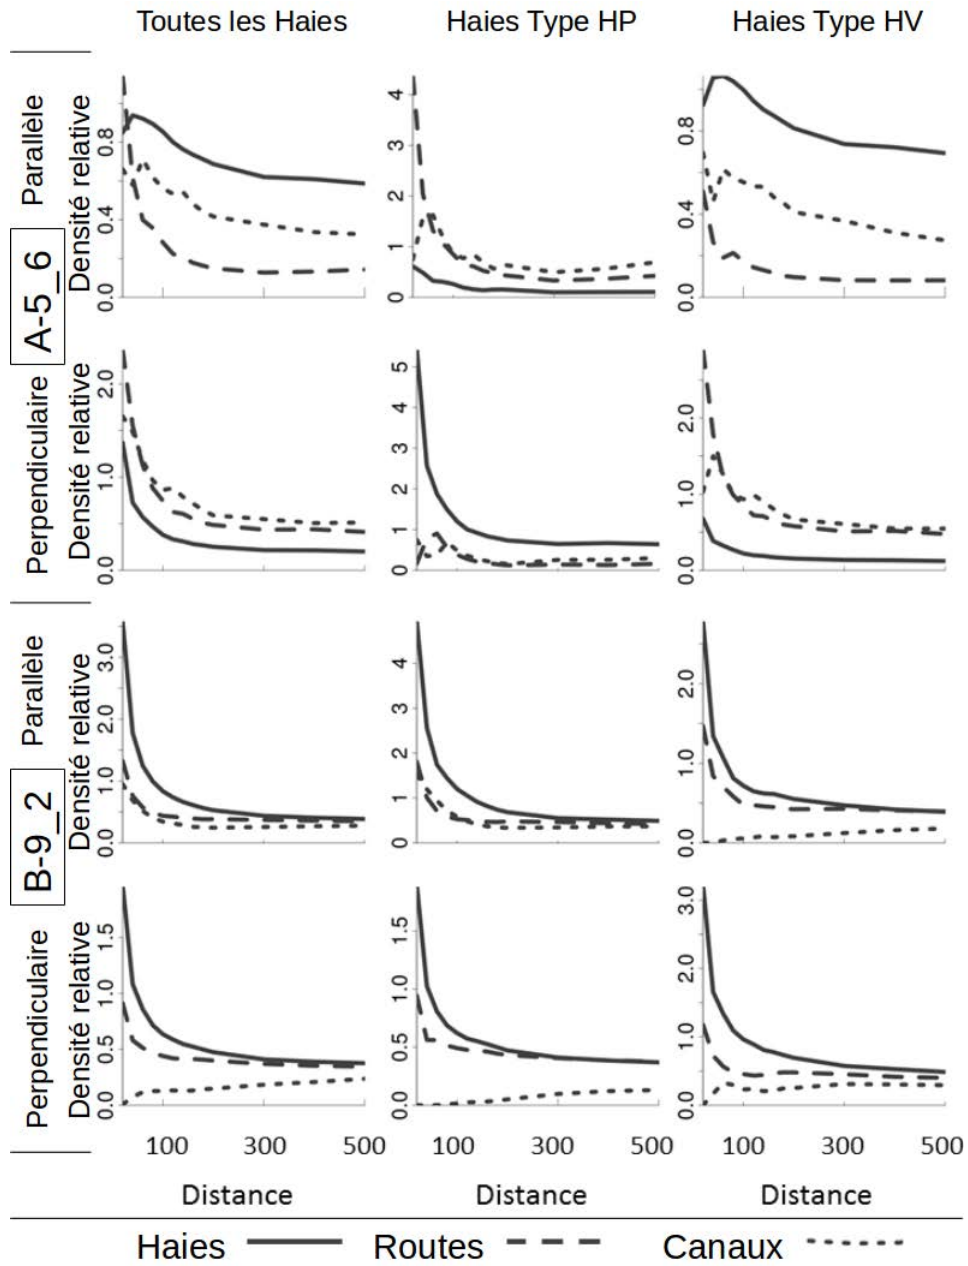 Toutes les Haies Haies Type HP Haies Type HV
A-5_6
Parallèle
Densité relative
0.0 0.4 0.8
0 1 2 3 4
0.0 0.4 0.8
Perpendiculaire
Densité relative
0.0 1.0 2.0
0 1 2 3 4 5
0.0 1.0 2.0
B-9_2
Parallèle
Densité relative
0.0 1.0 2.0 3.0
0 1 2 3 4
0.0 1.0 2.0
Perpendiculaire
Densité relative
0.0 0.5 1.0 1.5
0.0 0.5 1.0 1.5
0.0 1.0 2.0 3.0
100 300 500 100 300 500 100 300 500
Distance Distance Distance
Haies Routes Canaux